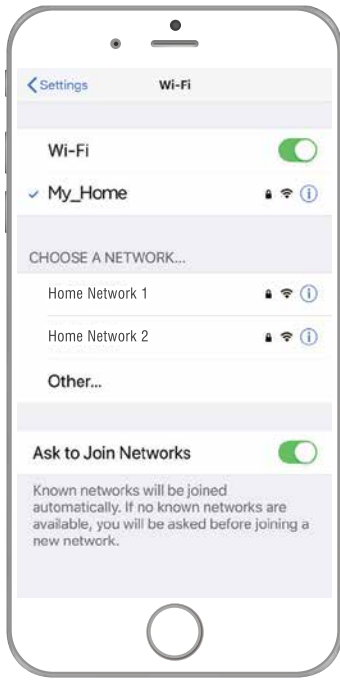 Settings Wi-Fi
Wi-Fi
My_Home
CHOOSE A NETWORK...
Home Network 1
Home Network 2
Other...
Ask to Join Networks
Known networks will be joined
automatically. If no known networks are
available, you will be asked before joining a
new network.